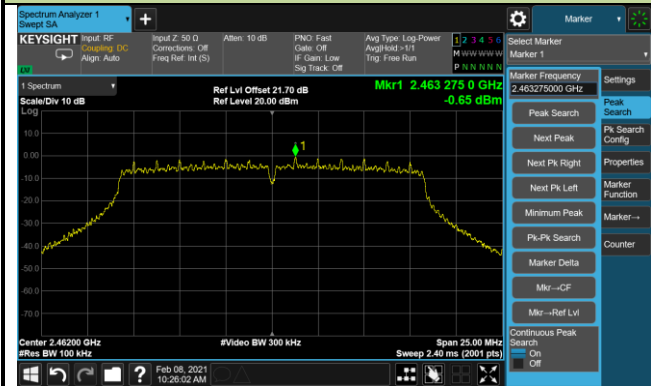 Spectrum Analyzer 1
Swept SA
+
Marker
KEYSIGHT
Input: RF
Coupling: DC
Align: Auto
Input Z: 50 Ω
Corrections: Off
Freq Ref: Int (S)
Atten: 10 dB
PNO: Fast
Gate: Off
IF Gain: Low
Sig Track: Off
Avg Type: Log-Power
Avg|Hold:>1/1
Trig: Free Run
1 2 3 4 5 6
M W W W W W
P N N N N N
Select Marker
Marker 1
1 Spectrum
Scale/Div 10 dB
Log
Ref Lvl Offset 21.70 dB
Ref Level 20.00 dBm
Mkr1 2.463 275 0 GHz
-0.65 dBm
10.0
0.00
-10.0
-20.0
-30.0
-40.0
-50.0
-60.0
-70.0
1
Center 2.46200 GHz
#Res BW 100 kHz
#Video BW 300 kHz
Span 25.00 MHz
Sweep 2.40 ms (2001 pts)
Marker Frequency
2.463275000 GHz
Peak Search
Next Peak
Next Pk Right
Next Pk Left
Minimum Peak
Pk-Pk Search
Marker Delta
Mkr→CF
Mkr→Ref Lvl
Continuous Peak
Search
On
Off
Settings
Peak
Search
Pk Search
Config
Properties
Marker
Function
Marker→
Counter
?
Feb 08, 2021
10:26:02 AM